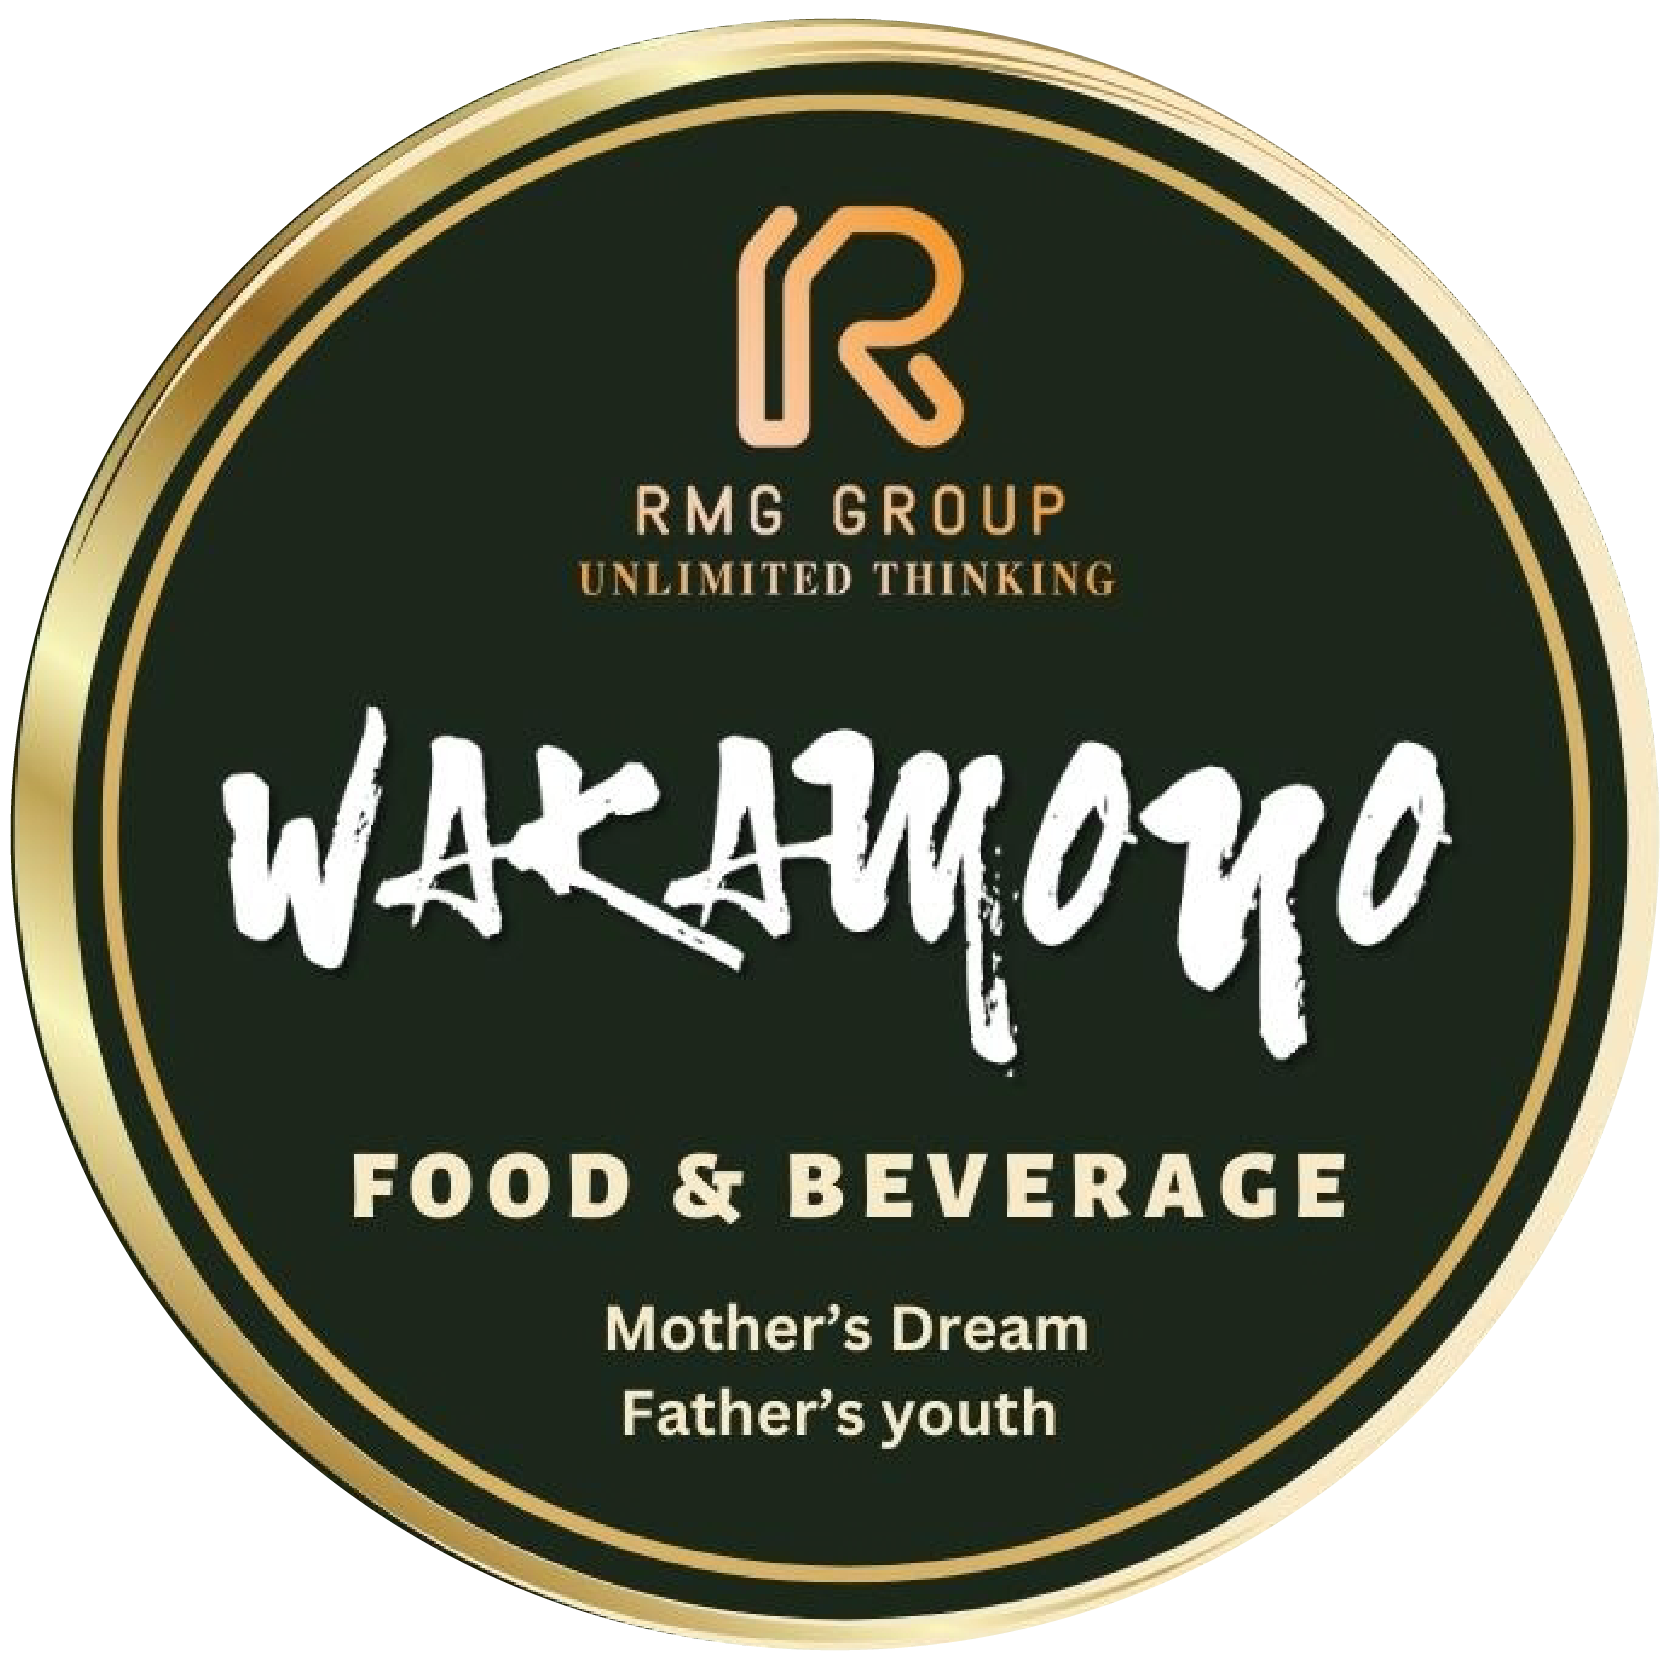 RMG GROUP
UNLIMITED THINKING
WAKAMONO
FOOD & BEVERAGE
Mother’s Dream
Father’s youth